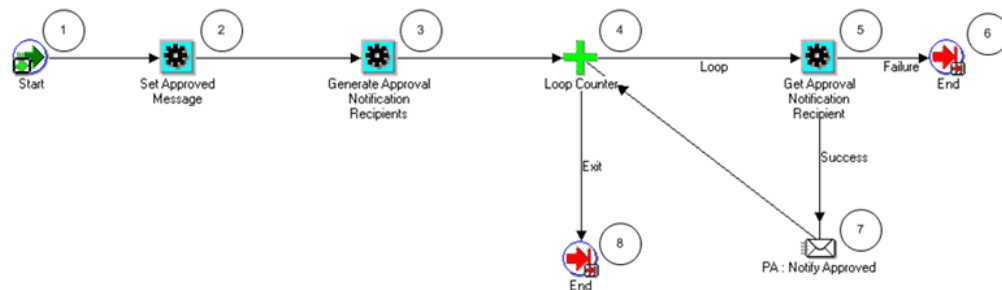 1
2
3
4
5
6
Start
Set Approved
Message
Generate Approval
Notification
Recipients
Loop Counter
Loop
Get Approval
Notification
Recipient
Failure
End
Exit
Success
8
7
End
PA : Notify Approved